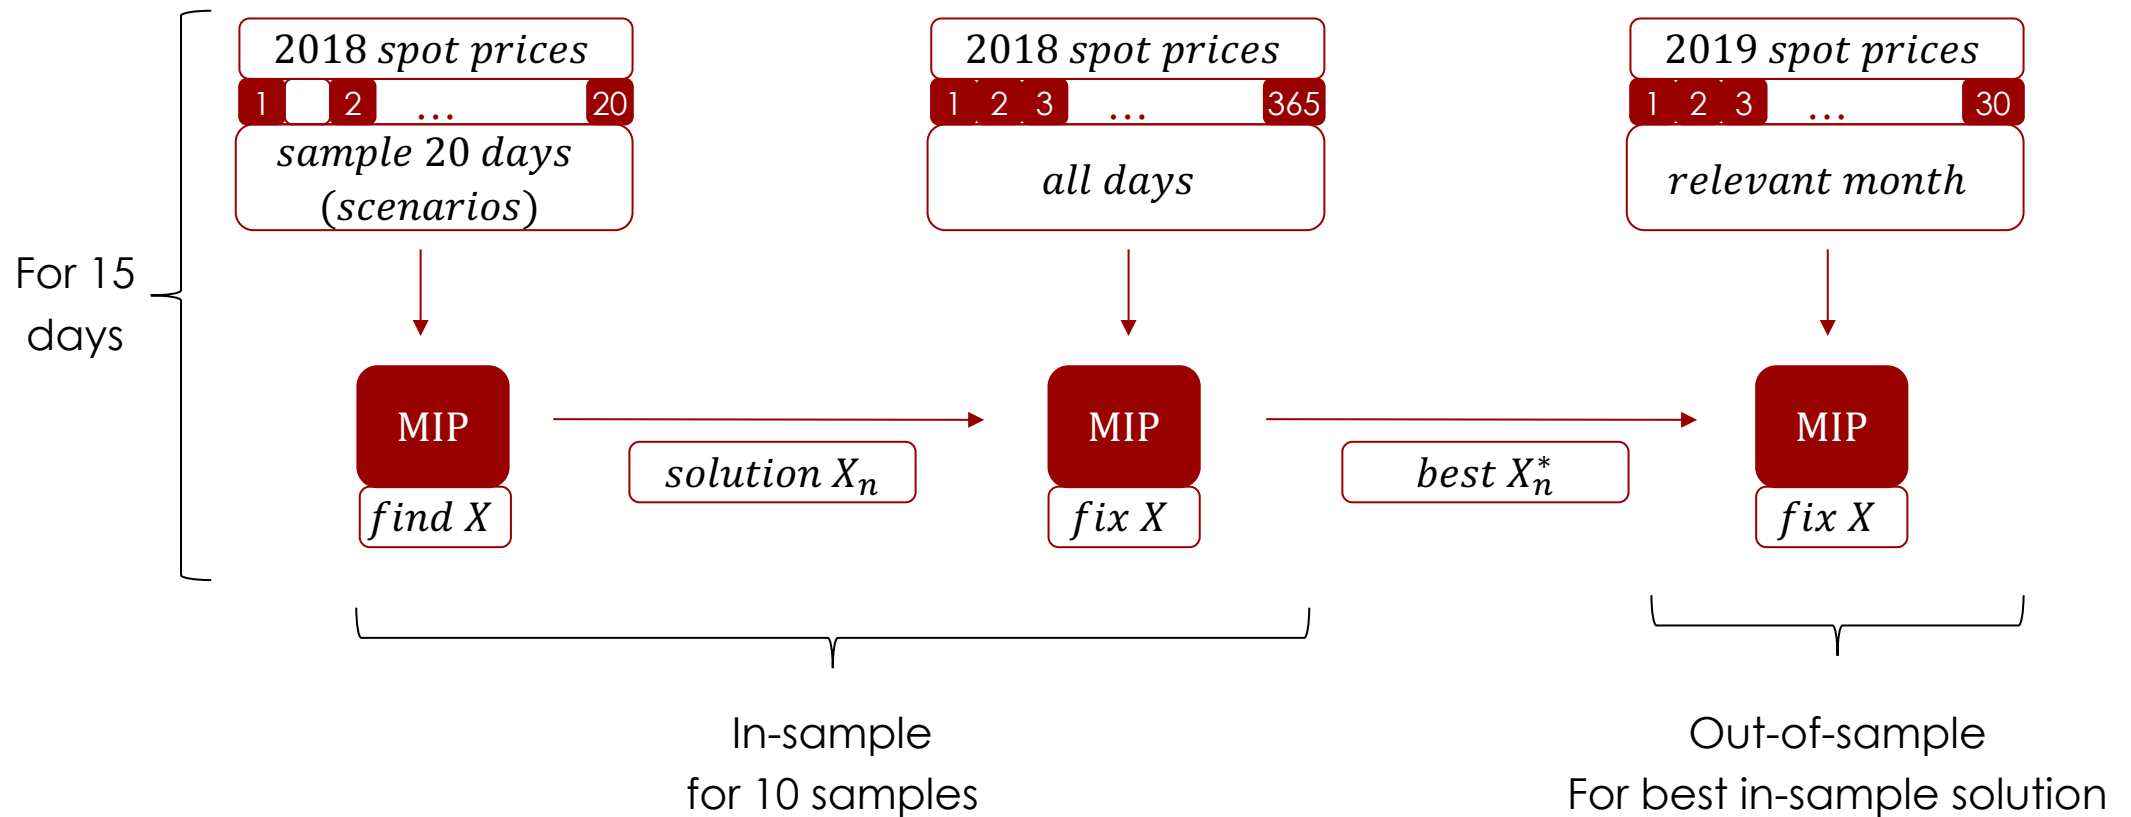 For 15
days
2018 spot prices
1 2 ... 20
sample 20 days
(scenarios)
MIP
find X
solution Xₙ
2018 spot prices
1 2 3 ... 365
all days
MIP
fix X
best Xₙ*
2019 spot prices
1 2 3 ... 30
relevant month
MIP
fix X
In-sample
for 10 samples
Out-of-sample
For best in-sample solution